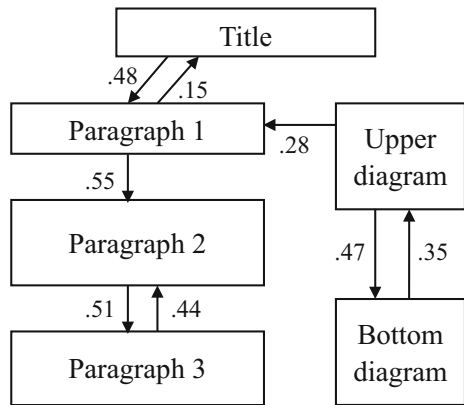 Title
.48
.15
Paragraph 1
.28
Upper
diagram
.55
Paragraph 2
.47
.35
.51
.44
Paragraph 3
Bottom
diagram